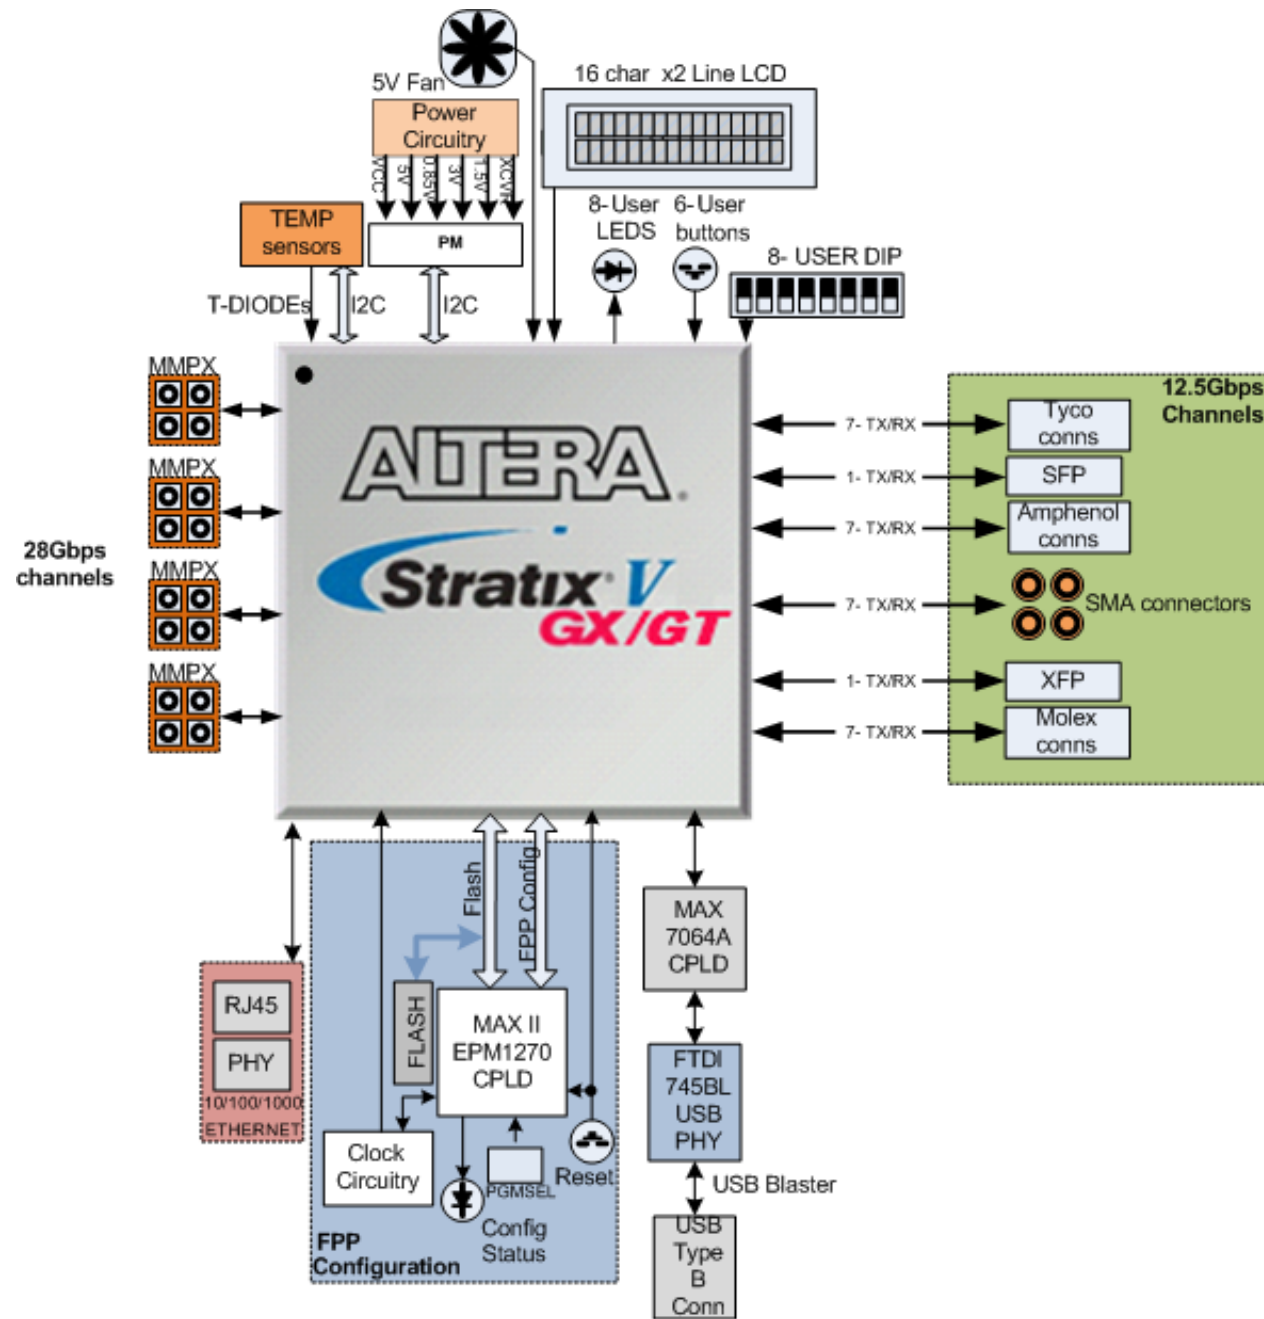 5V Fan
16 char x2 Line LCD
Power
Circuitry
VCC
5V
0.85V
3V
1.5V
XCVR
TEMP
sensors
PM
8-User
LEDS
6-User
buttons
8- USER DIP
T-DIODEs
I2C
I2C
MMPX
MMPX
MMPX
MMPX
28Gbps
channels
ALTERA
Stratix V
GX/GT
7- TX/RX
1- TX/RX
7- TX/RX
7- TX/RX
1- TX/RX
7- TX/RX
12.5Gbps
Channels
Tyco
conns
SFP
Amphenol
conns
SMA connectors
XFP
Molex
conns
Flash
FPP Config
FLASH
MAX II
EPM1270
CPLD
Clock
Circuitry
PGMSEL
Reset
Config
Status
FPP
Configuration
RJ45
PHY
10/100/1000
ETHERNET
MAX
7064A
CPLD
FTDI
745BL
USB
PHY
USB Blaster
USB
Type
B
Conn